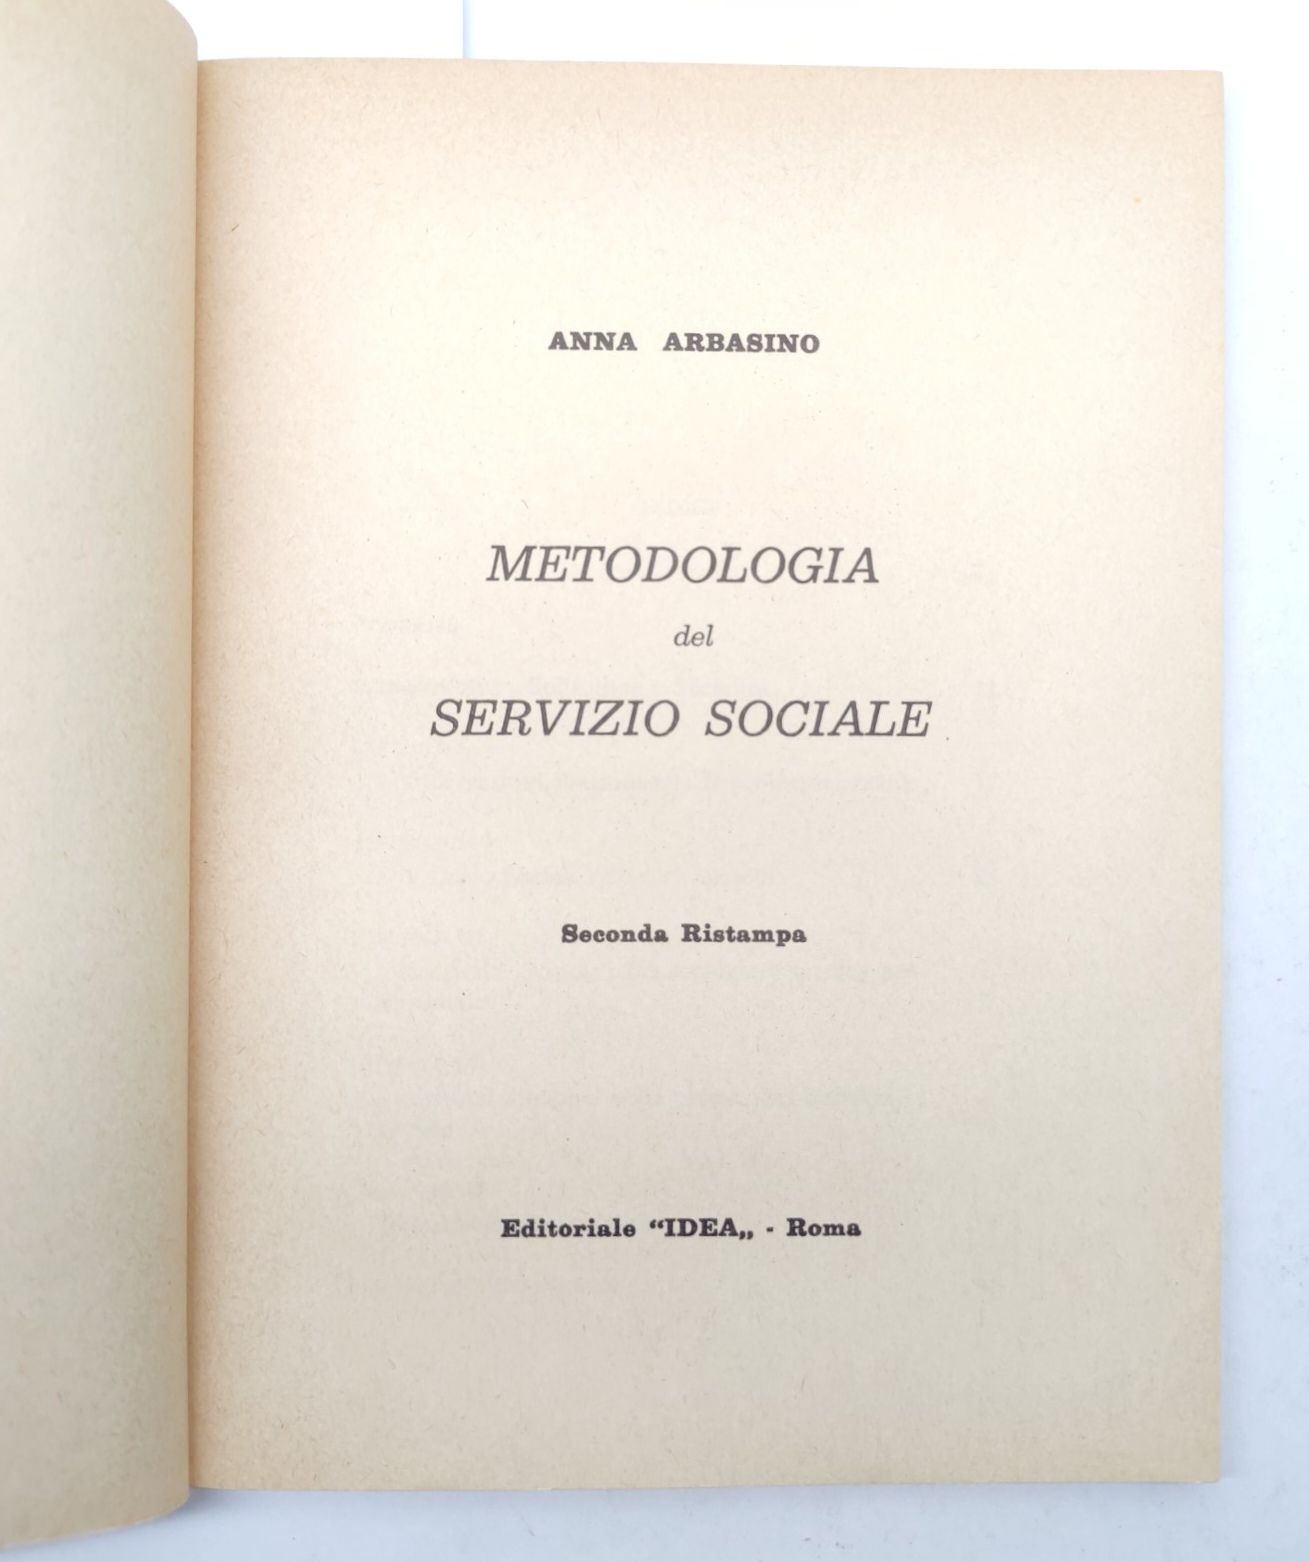 ANNA ARBASINO
METODOLOGIA
del
SERVIZIO SOCIALE
Seconda Ristampa
Editoriale “IDEA„ - Roma